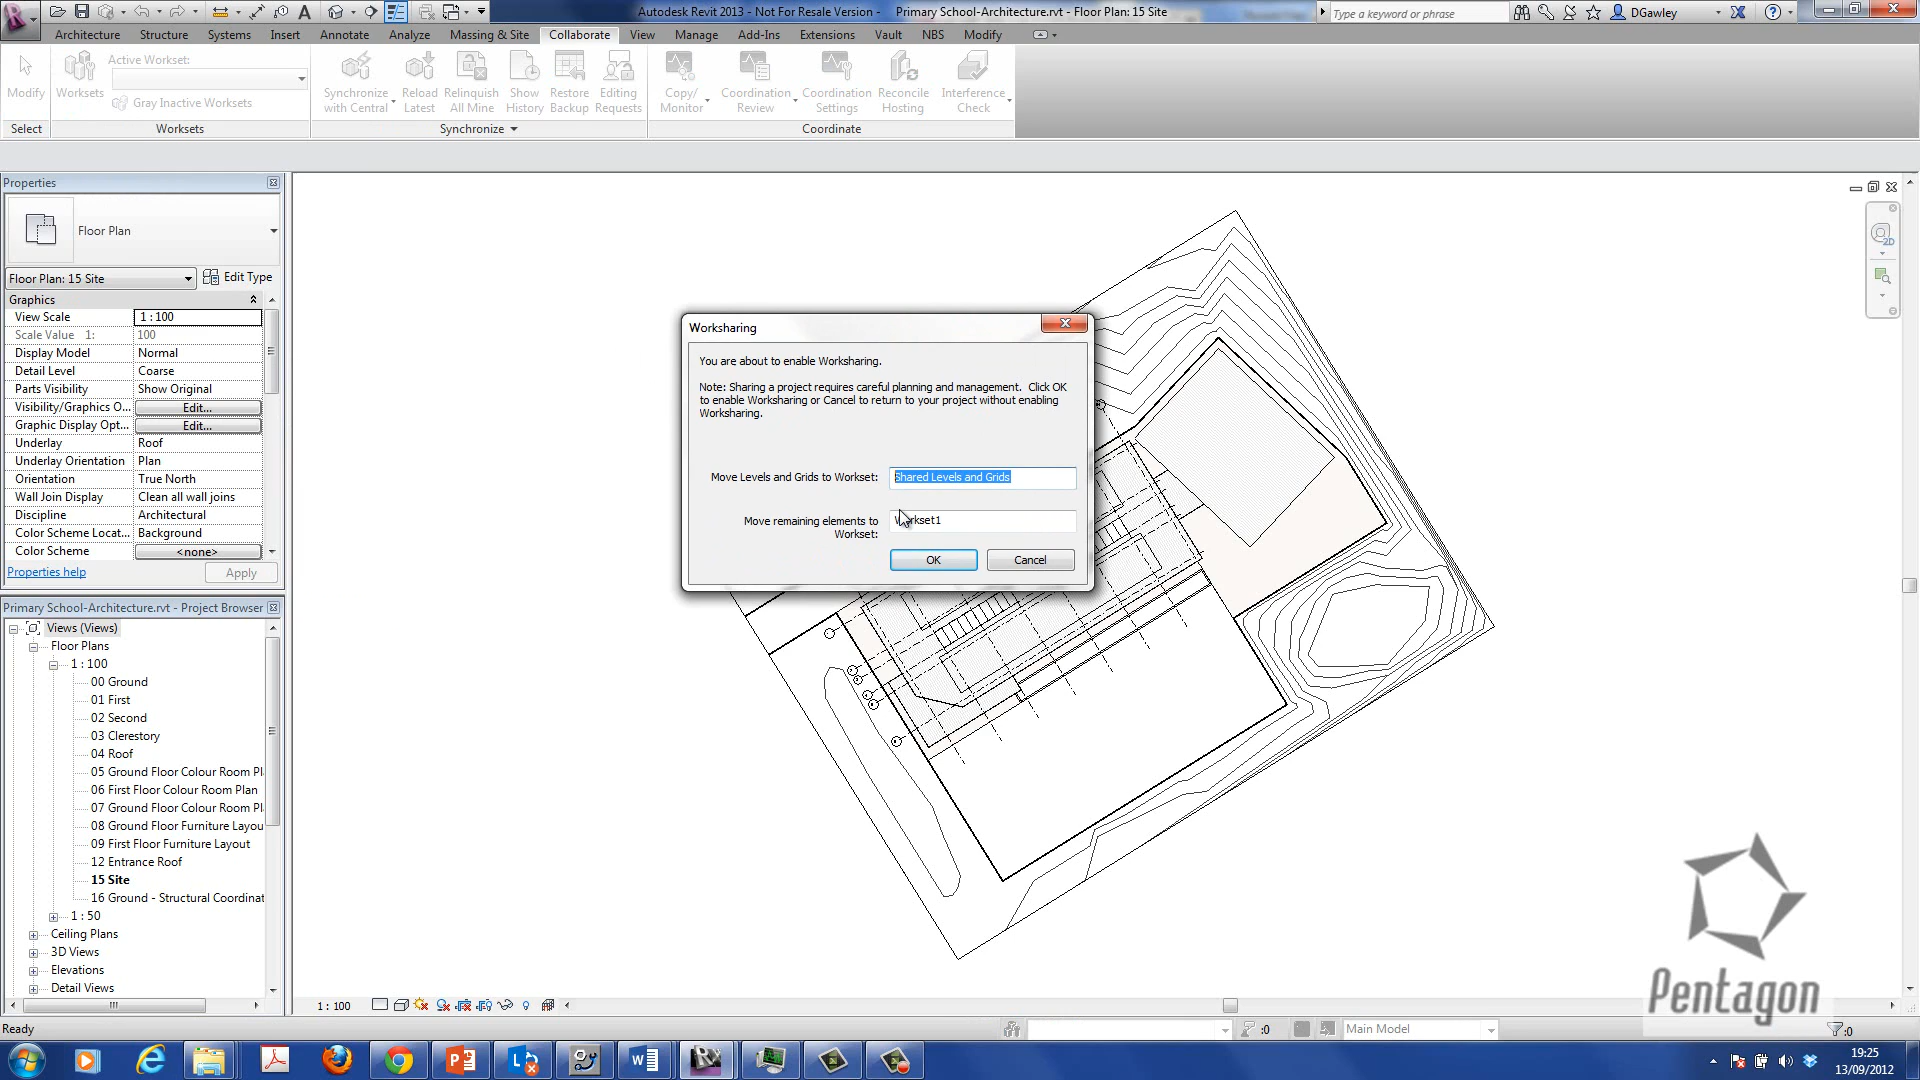 Autodesk Revit 2013 - Not For Resale Version - Primary School-Architecture.rvt - Floor Plan: 15 Site
Type a keyword or phrase
DGawley
Architecture Structure Systems Insert Annotate Analyze Massing & Site Collaborate View Manage Add-Ins Extensions Vault NBS Modify
Modify
Worksets
Active Workset:
Gray Inactive Worksets
Synchronize
with Central
Reload
Latest
Relinquish
All Mine
Show
History
Restore
Backup
Editing
Requests
Copy/
Monitor
Coordination
Review
Coordination
Settings
Reconcile
Hosting
Interference
Check
Select Worksets Synchronize Coordinate
Properties
Floor Plan
Floor Plan: 15 Site Edit Type
Graphics
View Scale 1 : 100
Scale Value 1: 100
Display Model Normal
Detail Level Coarse
Parts Visibility Show Original
Visibility/Graphics O... Edit...
Graphic Display Opt... Edit...
Underlay Roof
Underlay Orientation Plan
Orientation True North
Wall Join Display Clean all wall joins
Discipline Architectural
Color Scheme Locat... Background
Color Scheme <none>
Properties help Apply
Primary School-Architecture.rvt - Project Browser
Views (Views)
Floor Plans
1 : 100
00 Ground
01 First
02 Second
03 Clerestory
04 Roof
05 Ground Floor Colour Room Pl
06 First Floor Colour Room Plan
07 Ground Floor Colour Room Pl
08 Ground Floor Furniture Layou
09 First Floor Furniture Layout
12 Entrance Roof
15 Site
16 Ground - Structural Coordinat
1 : 50
Ceiling Plans
3D Views
Elevations
Detail Views
Worksharing
You are about to enable Worksharing.
Note: Sharing a project requires careful planning and management. Click OK
to enable Worksharing or Cancel to return to your project without enabling
Worksharing.
Move Levels and Grids to Workset: Shared Levels and Grids
Move remaining elements to
Workset:
Workset1
OK Cancel
2D
Pentagon
1 : 100
Ready
:0
Main Model
:0
19:25
13/09/2012